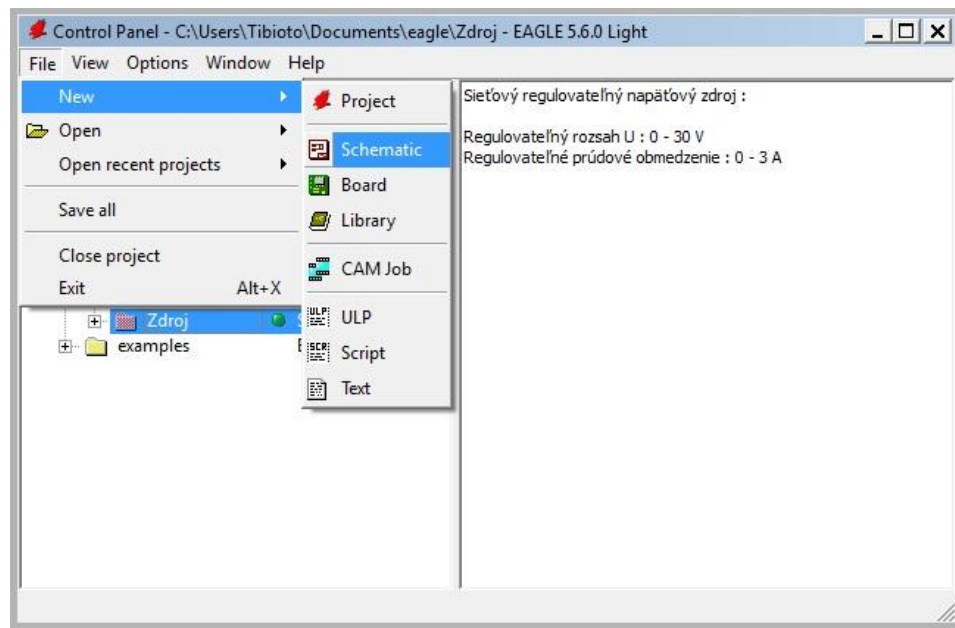 Control Panel - C:\Users\Tibioto\Documents\eagle\Zdroj - EAGLE 5.6.0 Light
File View Options Window Help
New
Open
Open recent projects
Save all
Close project
Exit Alt+X
Project
Schematic
Board
Library
CAM Job
ULP
ULP
SCR
Script
Text
Zdroj
examples
Sieťový regulovateľný napäťový zdroj :
Regulovateľný rozsah U : 0 - 30 V
Regulovateľné prúdové obmedzenie : 0 - 3 A